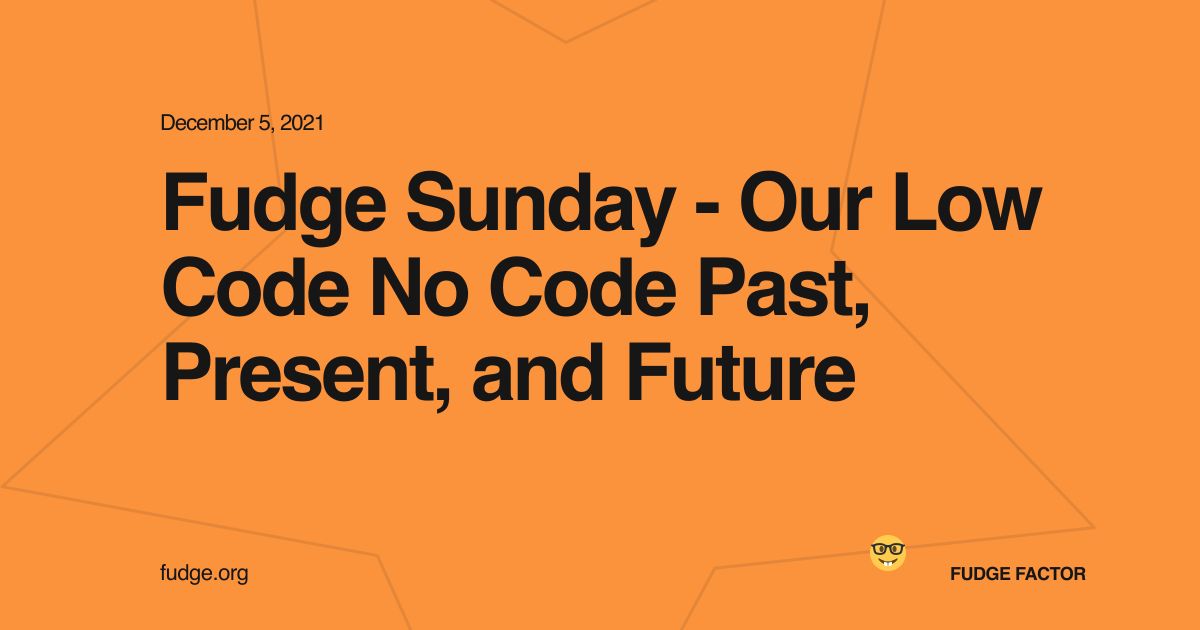 December 5, 2021
Fudge Sunday - Our Low
Code No Code Past,
Present, and Future
fudge.org
FUDGE FACTOR